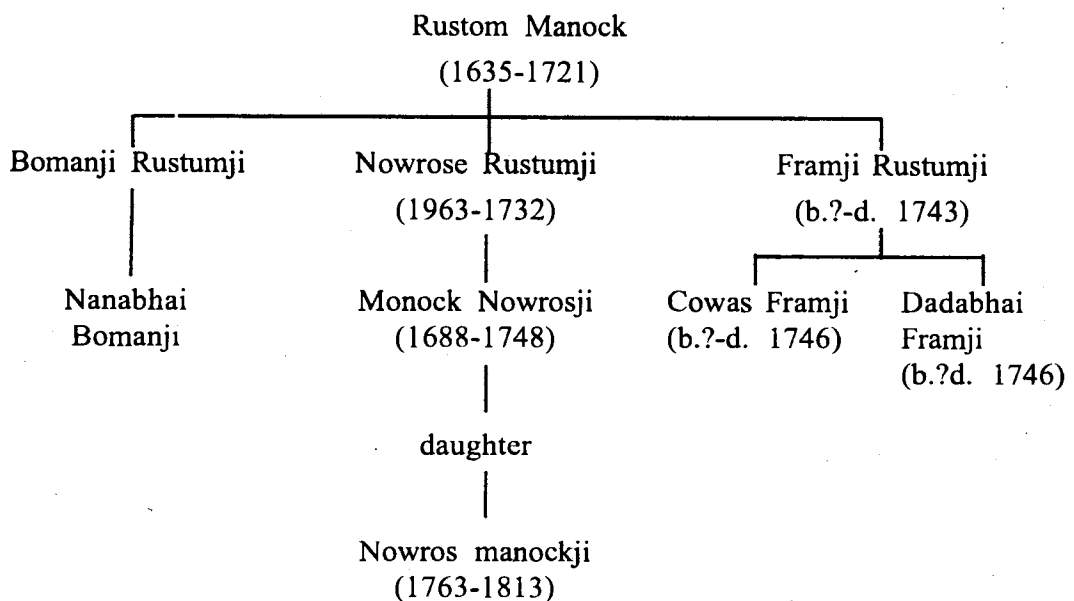 Rustom Manock
(1635-1721)
Bomanji Rustumji
Nowrose Rustumji
(1963-1732)
Framji Rustumji
(b.?-d. 1743)
Nanabhai
Bomanji
Monock Nowrosji
(1688-1748)
Cowas Framji
(b.?-d. 1746)
Dadabhai
Framji
(b.?d. 1746)
daughter
Nowros manockji
(1763-1813)